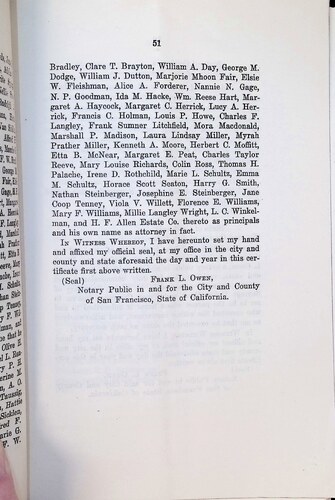 51
Bradley, Clare T. Brayton, William A. Day, George M.
Dodge, William J. Dutton, Marjorie Mhoon Fair, Elsie
W. Fleishman, Alice A. Forderer, Nannie N. Gage,
N. P. Goodman, Ida M. Hacke, Wm. Reese Hart, Mar-
garet A. Haycock, Margaret C. Herrick, Lucy A. Her-
rick, Francis C. Holman, Louis P. Howe, Charles F.
Langley, Frank Sumner Litchfield, Mora Macdonald,
Marshall P. Madison, Laura Lindsay Miller, Myrah
Prather Miller, Kenneth A. Moore, Herbert C. Moffitt,
Etta B. McNear, Margaret E. Peat, Charles Taylor
Reeve, Mary Louise Richards, Colin Ross, Thomas H.
Palache, Irene D. Rothchild, Marie L. Schultz, Emma
M. Schultz, Horace Scott Seaton, Harry G. Smith,
Nathan Steinberger, Josephine E. Steinberger, Jane
Coop Tenney, Viola V. Willett, Florence E. Williams,
Mary F. Williams, Millie Langley Wright, L. C. Winkel-
man, and H. F. Allen Estate Co. thereto as principals
and his own name as attorney in fact.
In Witness Whereof, I have hereunto set my hand
and affixed my official seal, at my office in the city and
county and state aforesaid the day and year in this cer-
tificate first above written.
(Seal) Frank L. Owen,
Notary Public in and for the City and County
of San Francisco, State of California.